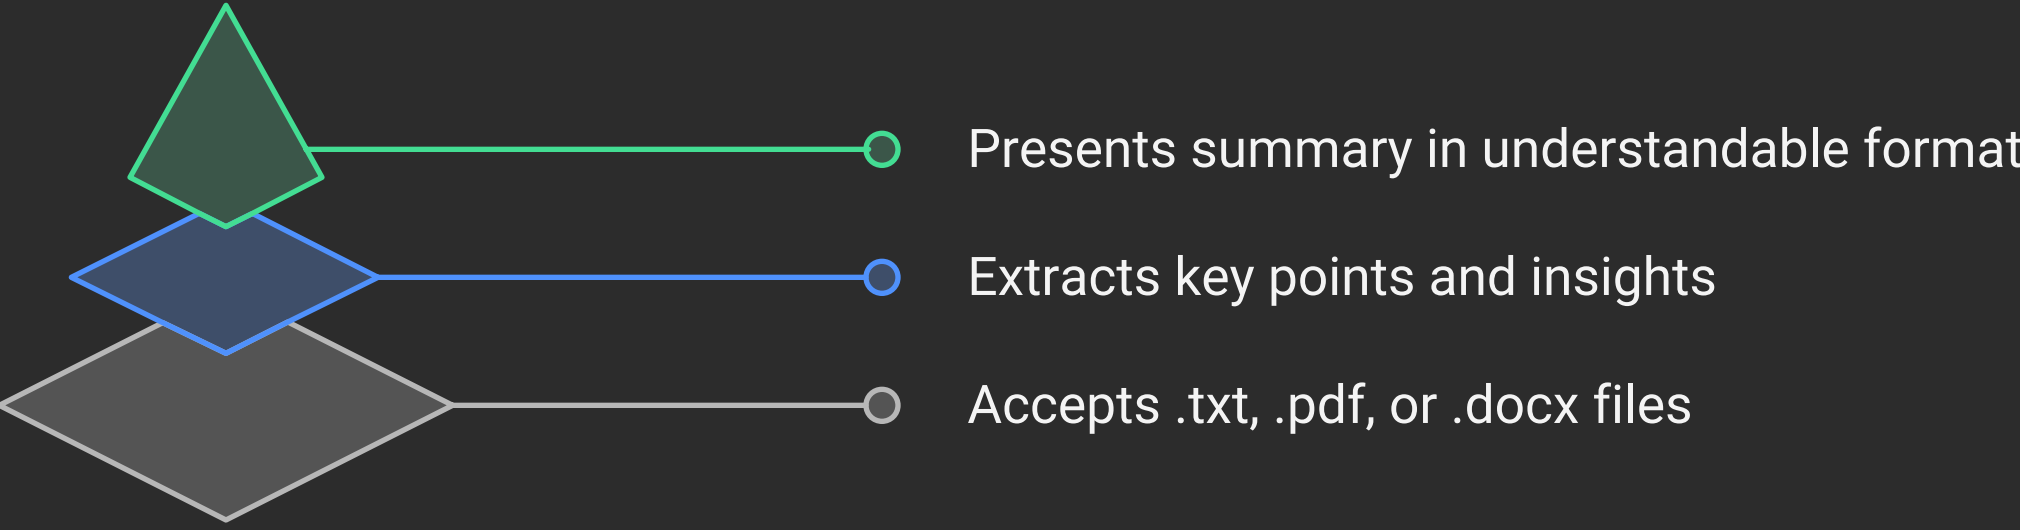 Presents summary in understandable format
Extracts key points and insights
Accepts .txt, .pdf, or .docx files